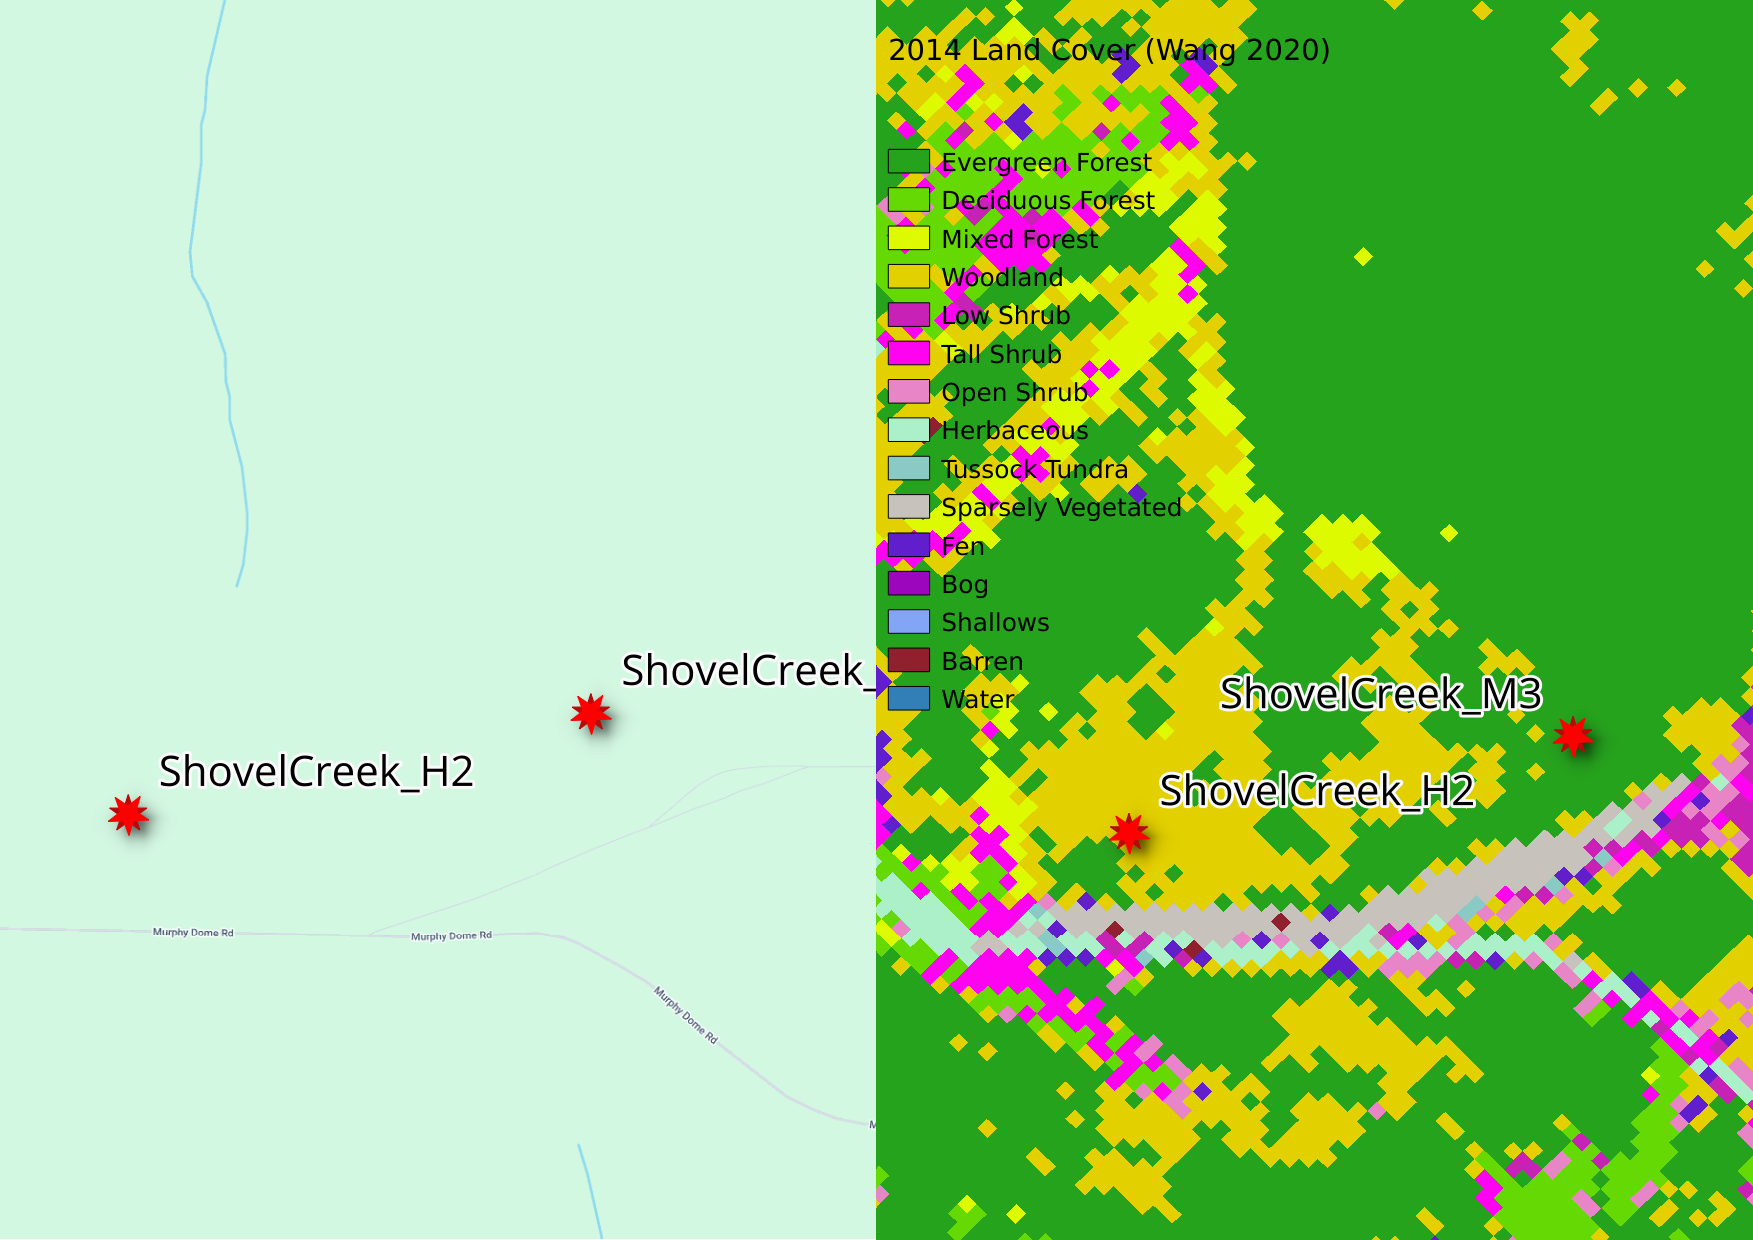 ShovelCreek_
ShovelCreek_H2
Murphy Dome Rd
Murphy Dome Rd
Murphy Dome Rd
M
2014 Land Cover (Wang 2020)
Evergreen Forest
Deciduous Forest
Mixed Forest
Woodland
Low Shrub
Tall Shrub
Open Shrub
Herbaceous
Tussock Tundra
Sparsely Vegetated
Fen
Bog
Shallows
Barren
Water
ShovelCreek_M3
ShovelCreek_H2